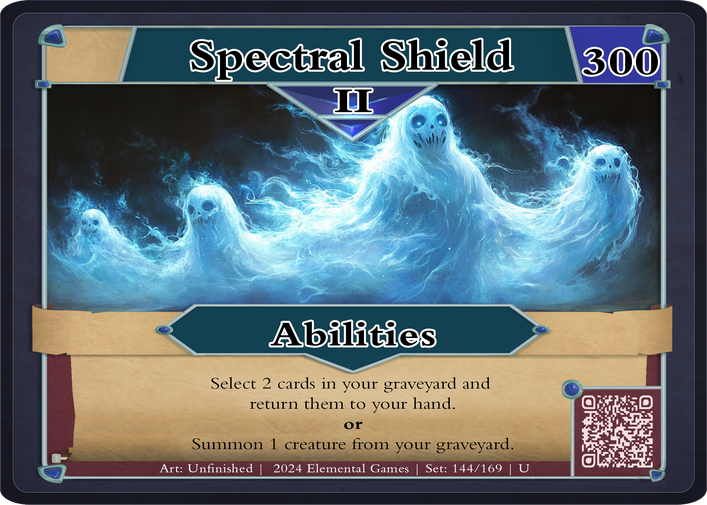 Spectral Shield
300
II
Abilities
Select 2 cards in your graveyard and
return them to your hand.
or
Summon 1 creature from your graveyard.
Art: Unfinished | 2024 Elemental Games | Set: 144/169 | U